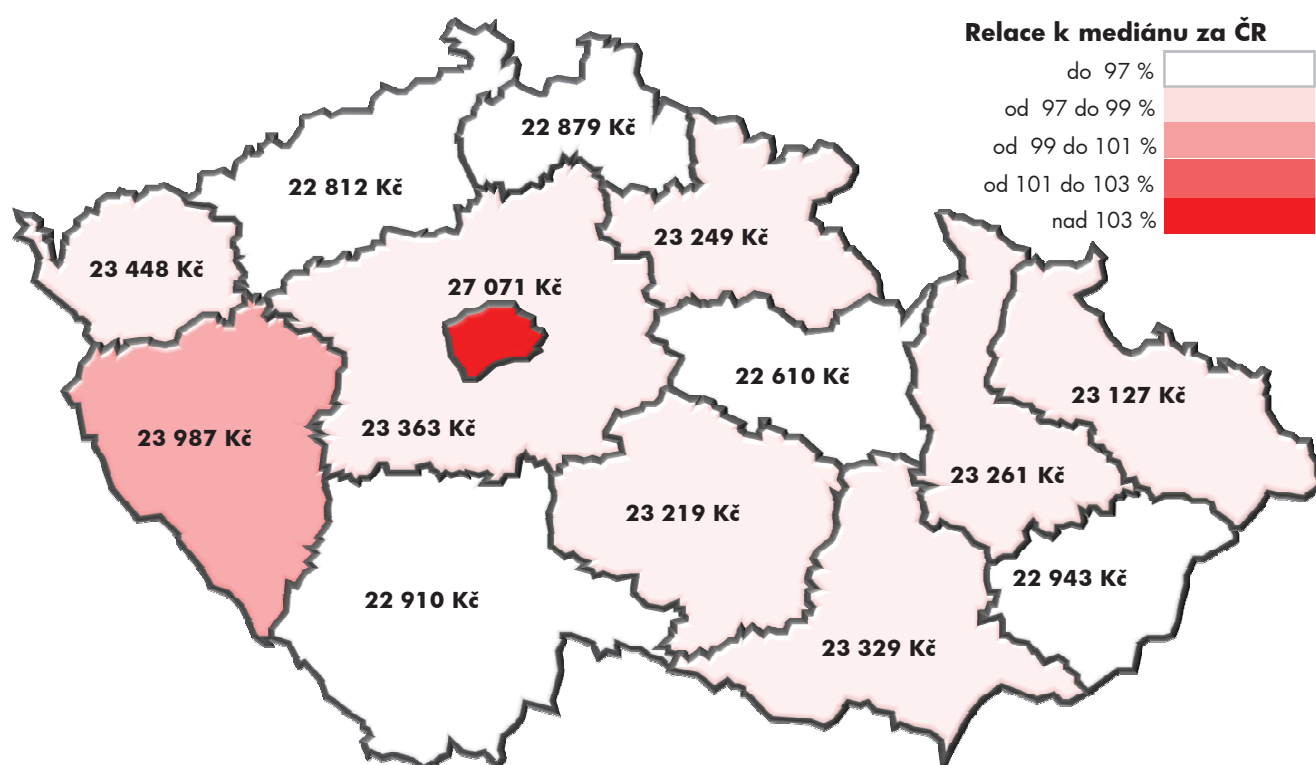 Relace k mediánu za ČR
do 97 %
od 97 do 99 %
od 99 do 101 %
od 101 do 103 %
nad 103 %
22 879 Kč
22 812 Kč
23 249 Kč
23 448 Kč
27 071 Kč
22 610 Kč
23 127 Kč
23 987 Kč
23 363 Kč
23 261 Kč
23 219 Kč
22 943 Kč
22 910 Kč
23 329 Kč